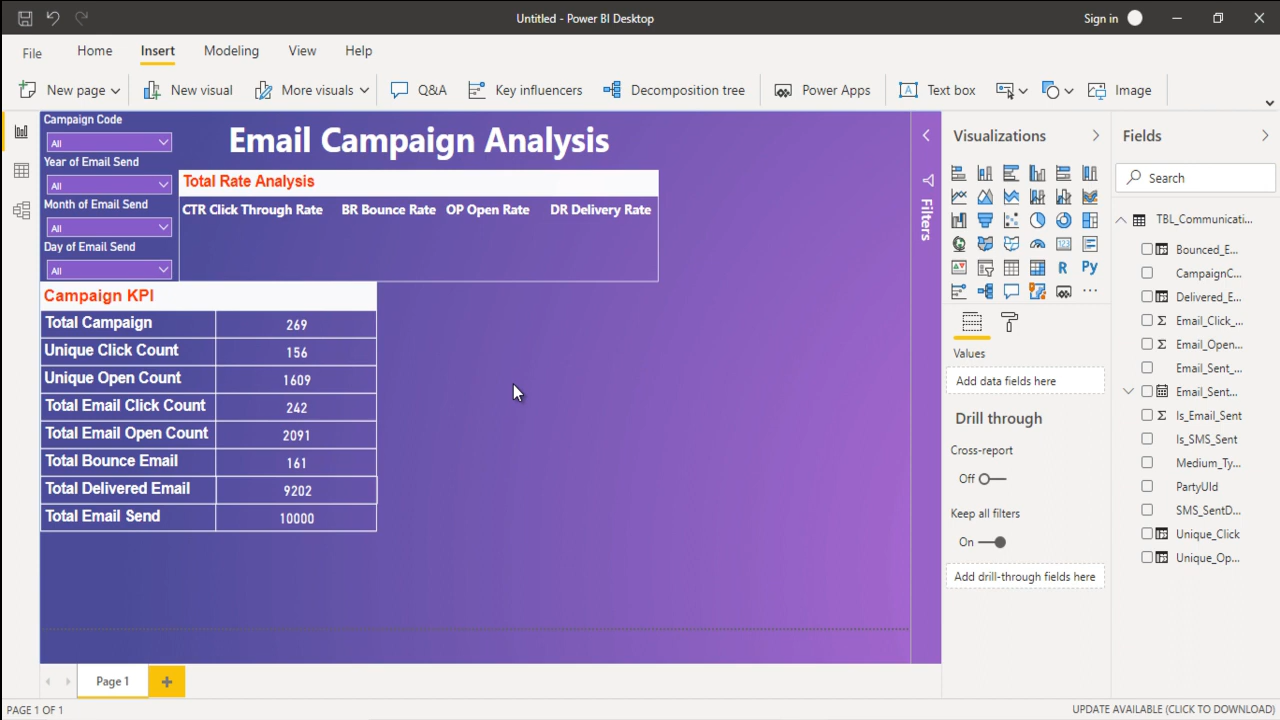 Untitled - Power BI Desktop
Sign in
File Home Insert Modeling View Help
New page New visual More visuals Q&A Key influencers Decomposition tree Power Apps Text box Image
Campaign Code
All
Year of Email Send
All
Month of Email Send
All
Day of Email Send
All
Email Campaign Analysis
Total Rate Analysis
CTR Click Through Rate BR Bounce Rate OP Open Rate DR Delivery Rate
Campaign KPI
Total Campaign 269
Unique Click Count 156
Unique Open Count 1609
Total Email Click Count 242
Total Email Open Count 2091
Total Bounce Email 161
Total Delivered Email 9202
Total Email Send 10000
Filters
Visualizations
R Py
Values
Add data fields here
Drill through
Cross-report
Off
Keep all filters
On
Add drill-through fields here
Fields
Search
TBL_Communicati...
Bounced_E...
CampaignC...
Delivered_E...
Email_Click_...
Email_Open...
Email_Sent_...
Email_Sent...
Is_Email_Sent
Is_SMS_Sent
Medium_Ty...
PartyUId
SMS_SentD...
Unique_Click
Unique_Op...
Page 1
PAGE 1 OF 1
UPDATE AVAILABLE (CLICK TO DOWNLOAD)